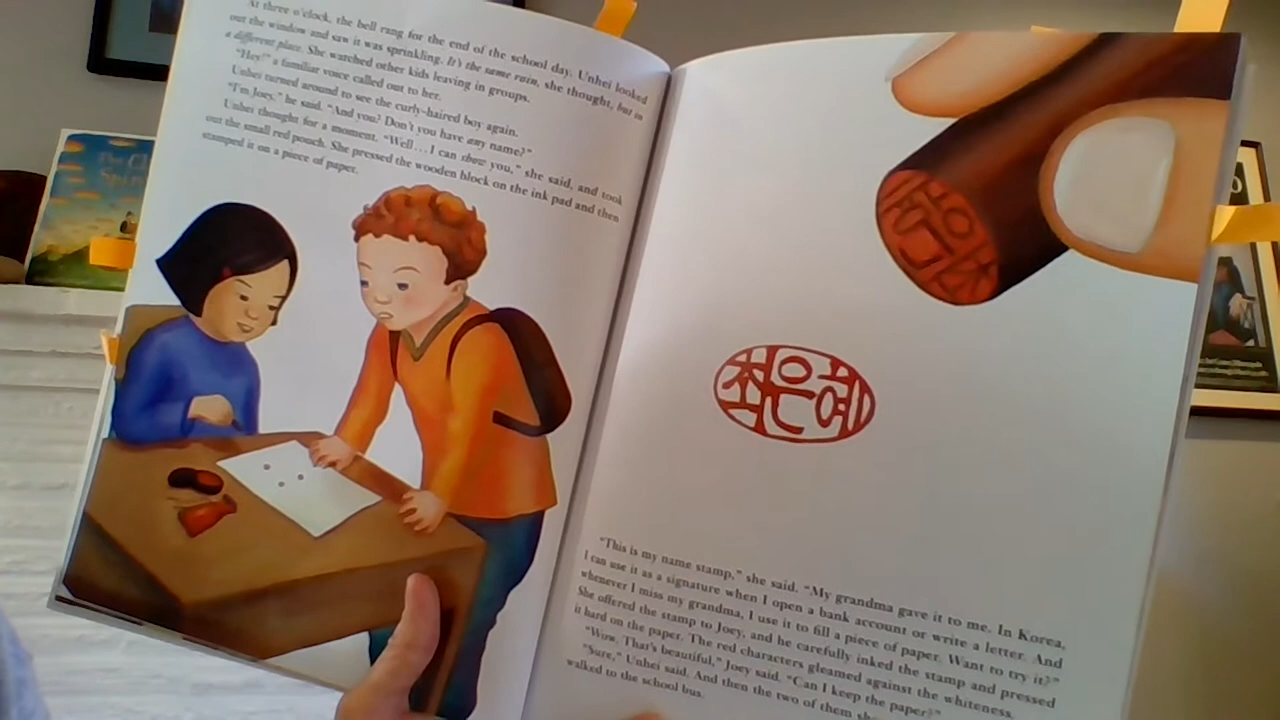 At three o'clock, the bell rang for the end of the school day. Unhei looked
out the window and saw it was sprinkling. It's the same rain, she thought, but in
a different place. She watched other kids leaving in groups.
"Hey!" a familiar voice called out to her.
Unhei turned around to see the curly-haired boy again.
"I'm Joey," he said. "And you? Don't you have any name?"
Unhei thought for a moment. "Well...I can show you," she said, and took
out the small red pouch. She pressed the wooden block on the ink pad and then
stamped it on a piece of paper.
최은혜
"This is my name stamp," she said. "My grandma gave it to me. In Korea,
I can use it as a signature when I open a bank account or write a letter. And
whenever I miss my grandma, I use it to fill a piece of paper. Want to try it?"
She offered the stamp to Joey, and he carefully inked the stamp and pressed
it hard on the paper. The red characters gleamed against the whiteness.
"Wow. That's beautiful," Joey said. "Can I keep the paper?"
"Sure," Unhei said. And then the two of them
walked to the school bus.